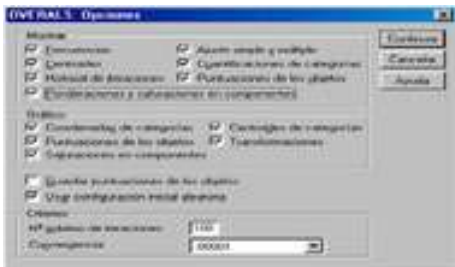 OVERALS: Opciones
Mostrar
Continuar
Frecuencias
Ajuste simple y múltiple
Centroides
Cuantificaciones de categorías
Cancelar
Historial de iteraciones
Puntuaciones de los objetos
Ayuda
Ponderaciones y saturaciones en componentes
Gráfico
Coordenadas de categorías
Centroides de categorías
Puntuaciones de los objetos
Transformaciones
Saturaciones en componentes
Guardar puntuaciones de los objetos
Usar configuración inicial aleatoria
Criterios
Nº máximo de iteraciones
100
Convergencia
.00001